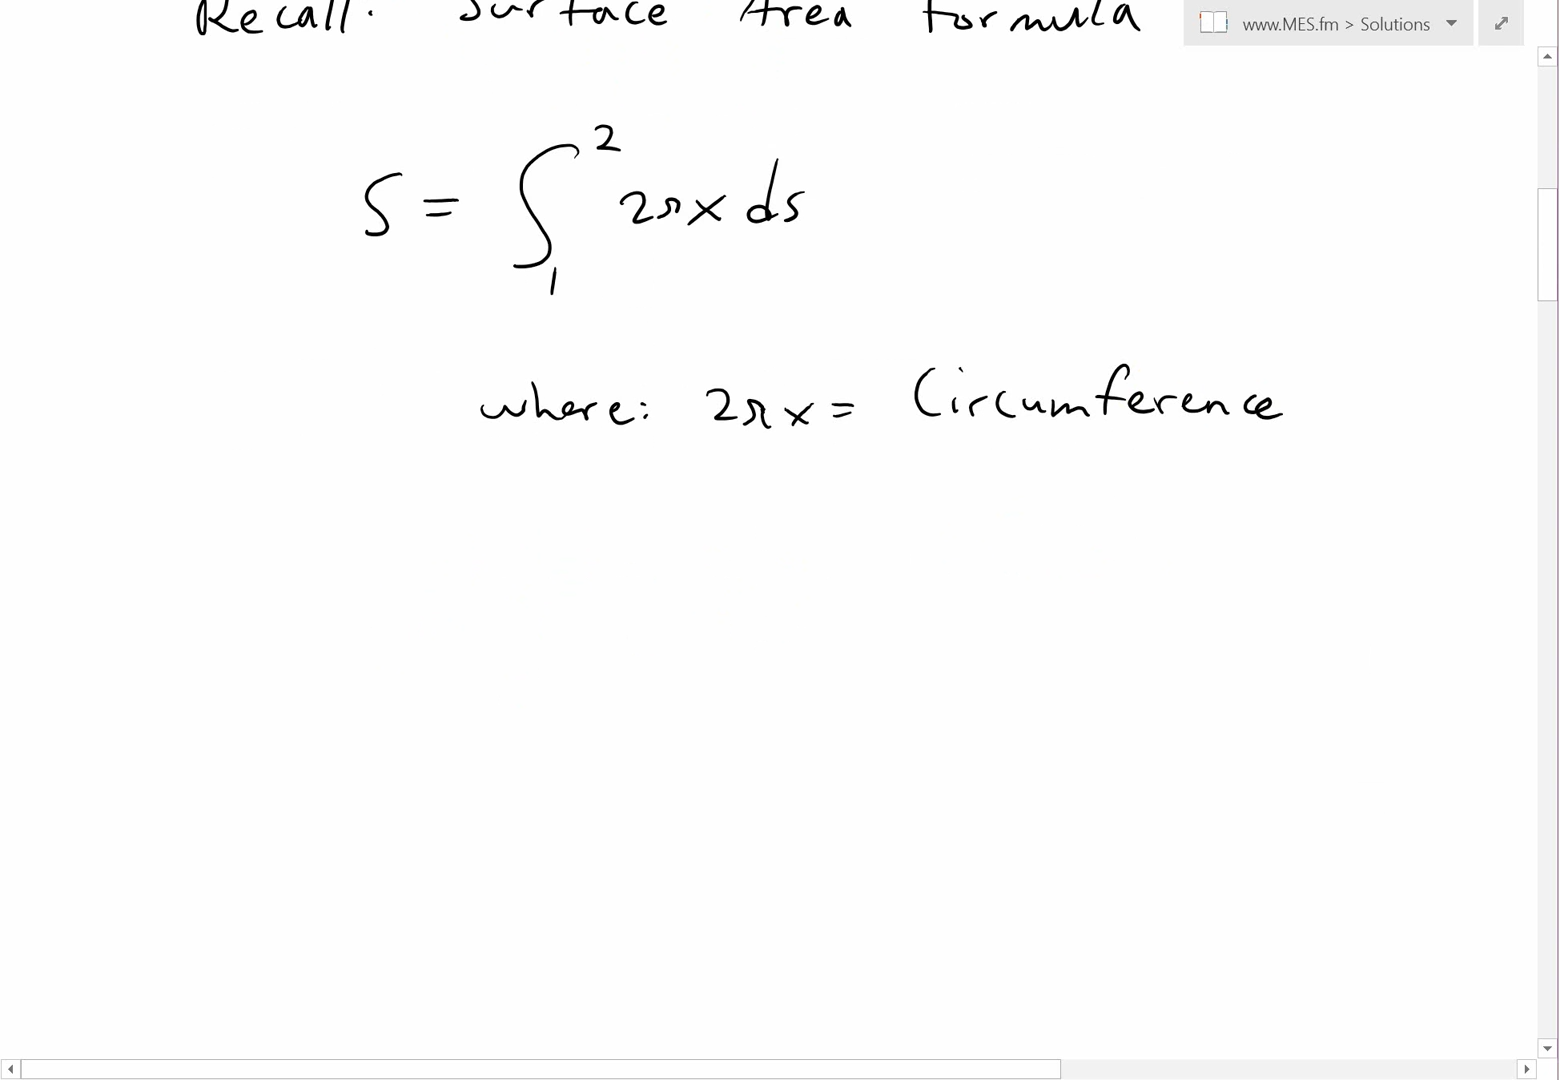 Recall: Surface Area Formula
www.MES.fm > Solutions
S = ∫₁² 2πx ds
where: 2πx = Circumference